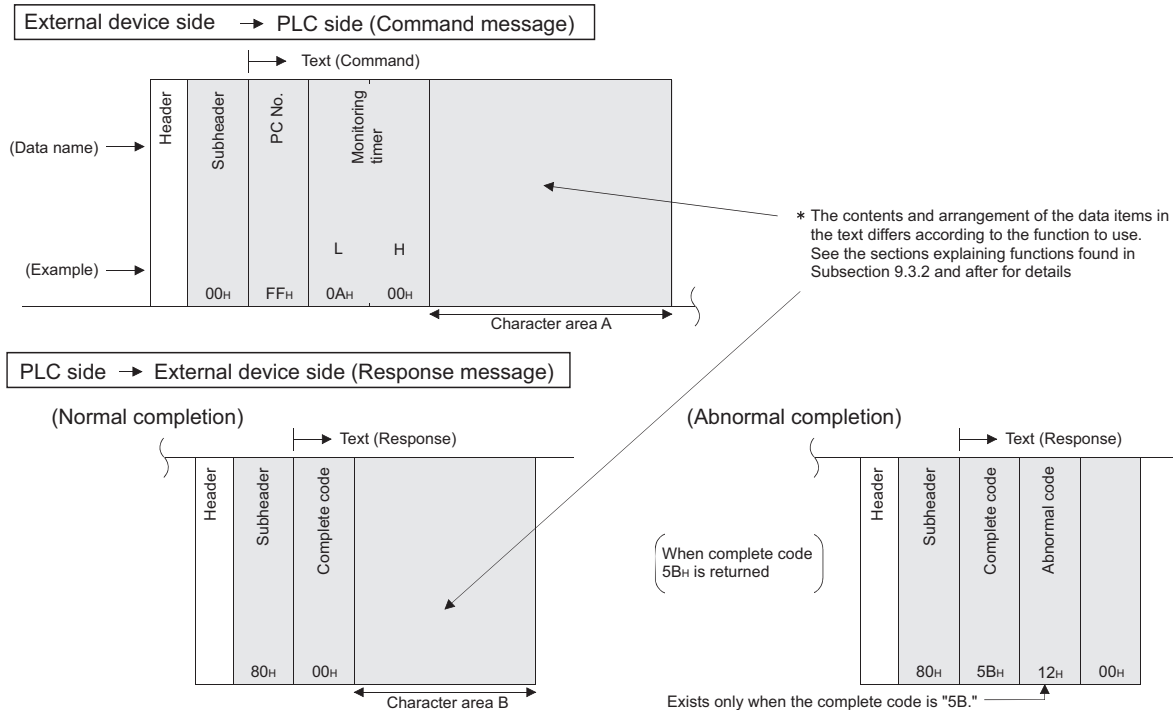 External device side → PLC side (Command message)
Text (Command)
Header
Subheader
PC No.
Monitoring
timer
(Data name)
L H
(Example)
00H FFH 0AH 00H
Character area A
* The contents and arrangement of the data items in
the text differs according to the function to use.
See the sections explaining functions found in
Subsection 9.3.2 and after for details
PLC side → External device side (Response message)
(Normal completion)
Text (Response)
Header
Subheader
Complete code
80H 00H
Character area B
(Abnormal completion)
Text (Response)
Header
Subheader
Complete code
Abnormal code
When complete code
5BH is returned
80H 5BH 12H 00H
Exists only when the complete code is "5B."